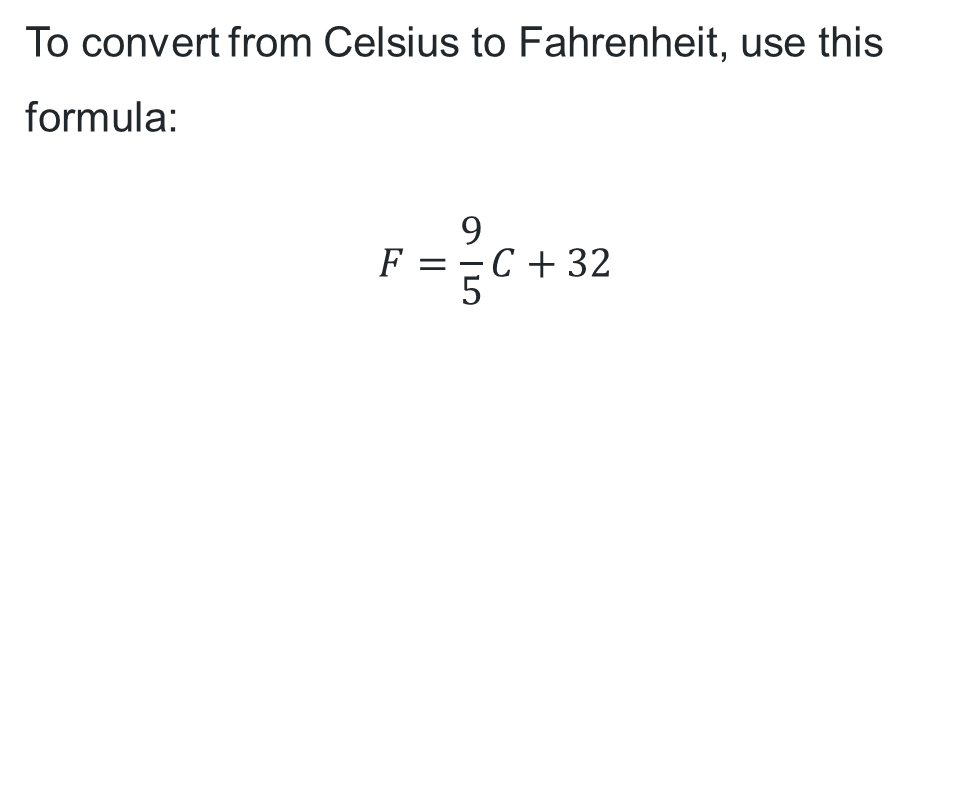 To convert from Celsius to Fahrenheit, use this
formula:
F = 9/5 C + 32